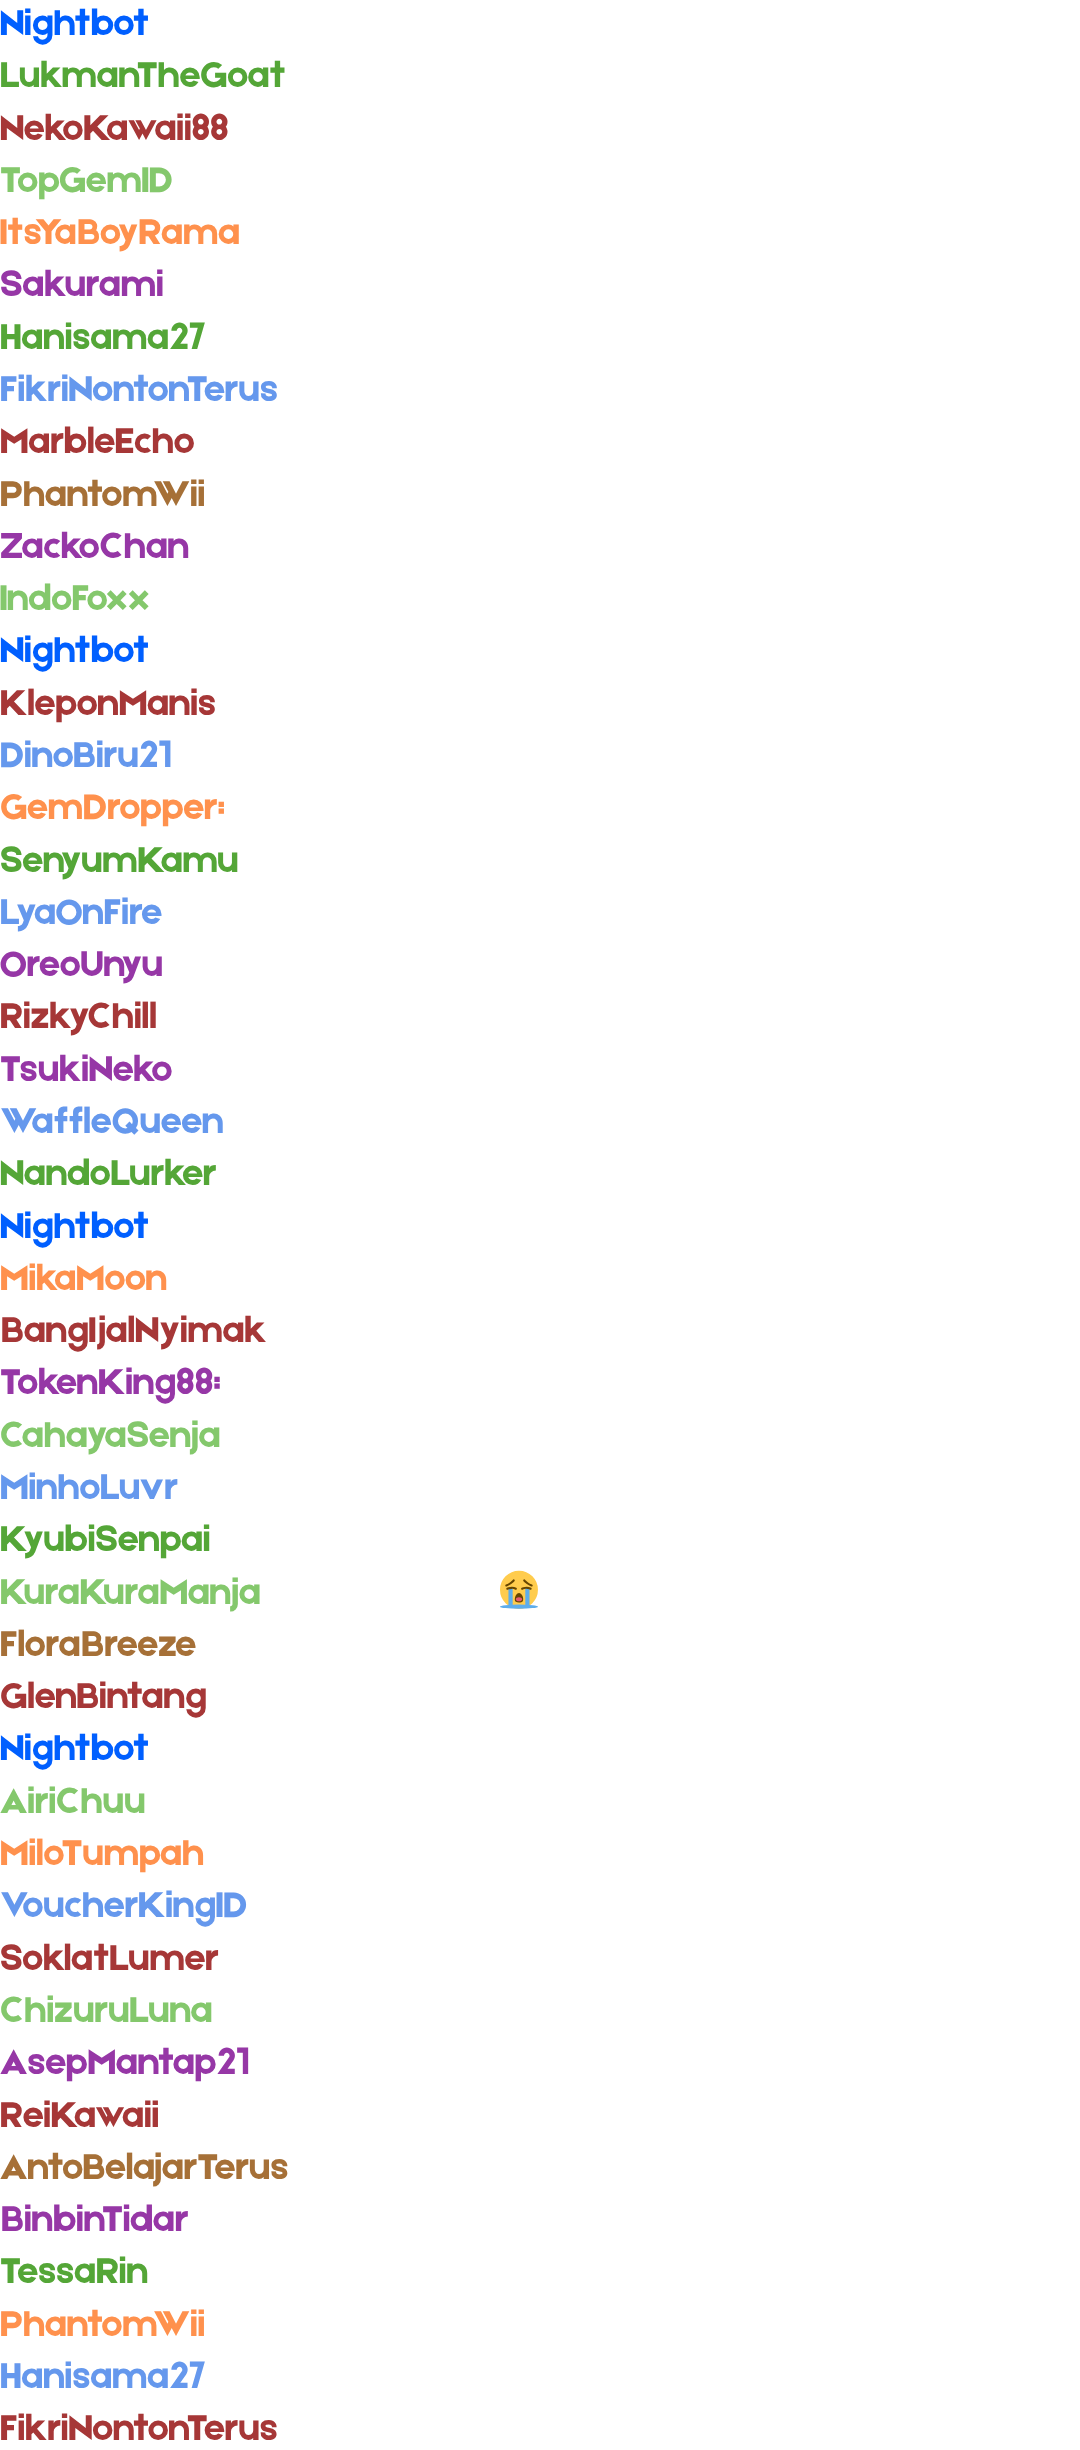 Nightbot
LukmanTheGoat
NekoKawaii88
TopGemID
ItsYaBoyRama
Sakurami
Hanisama27
FikriNontonTerus
MarbleEcho
PhantomWii
ZackoChan
IndoFoxx
Nightbot
KleponManis
DinoBiru21
GemDropper:
SenyumKamu
LyaOnFire
OreoUnyu
RizkyChill
TsukiNeko
WaffleQueen
NandoLurker
Nightbot
MikaMoon
BangIjalNyimak
TokenKing88:
CahayaSenja
MinhoLuvr
KyubiSenpai
KuraKuraManja 😭
FloraBreeze
GlenBintang
Nightbot
AiriChuu
MiloTumpah
VoucherKingID
SoklatLumer
ChizuruLuna
AsepMantap21
ReiKawaii
AntoBelajarTerus
BinbinTidar
TessaRin
PhantomWii
Hanisama27
FikriNontonTerus